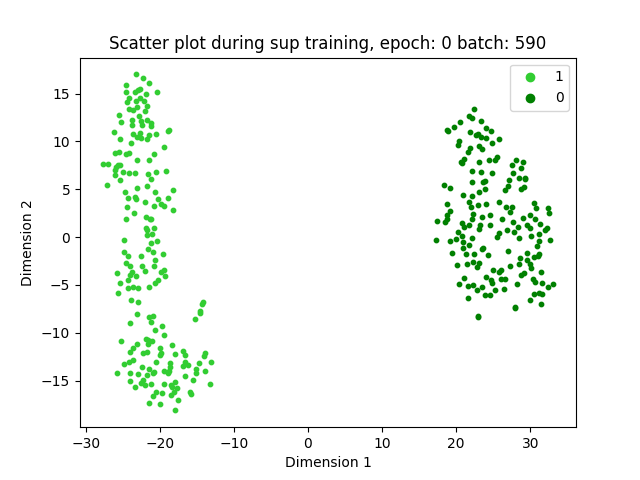 Scatter plot during sup training, epoch: 0 batch: 590
1
0
15
10
5
0
−5
−10
−15
Dimension 2
−30 −20 −10 0 10 20 30
Dimension 1